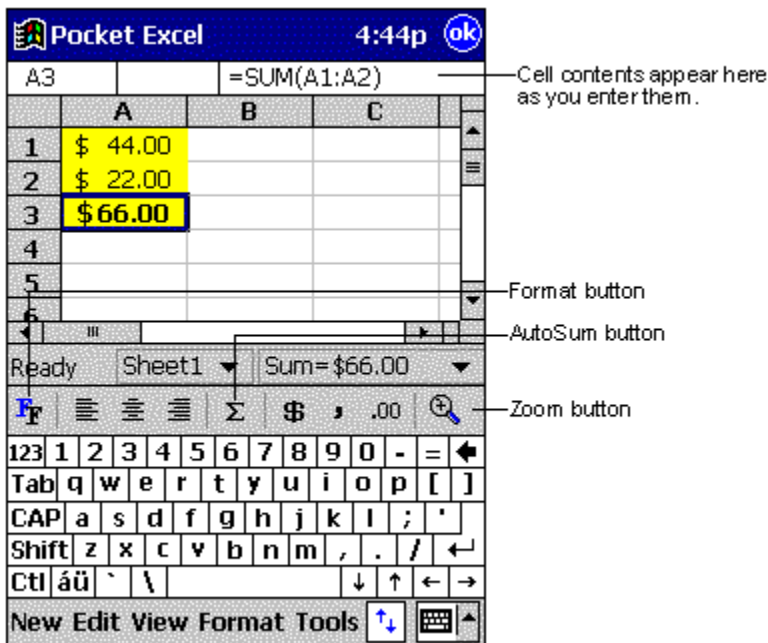 Pocket Excel 4:44p ok
A3 =SUM(A1:A2)
Cell contents appear here
as you enter them.
A B C
1 $ 44.00
2 $ 22.00
3 $66.00
4
5
6
Format button
AutoSum button
Ready Sheet1 Sum=$66.00
FF Σ $ , .00
Zoom button
123 1 2 3 4 5 6 7 8 9 0 - =
Tab q w e r t y u i o p [ ]
CAP a s d f g h j k l ; '
Shift z x c v b n m , . /
Ctl áü ` \ ↓ ↑ ← →
New Edit View Format Tools